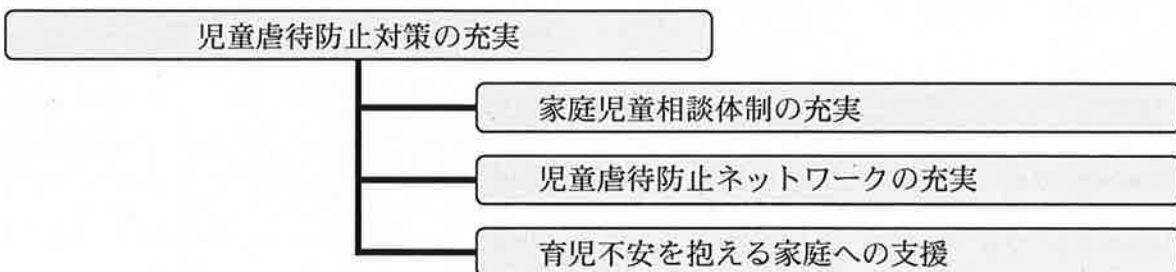 児童虐待防止対策の充実
家庭児童相談体制の充実
児童虐待防止ネットワークの充実
育児不安を抱える家庭への支援